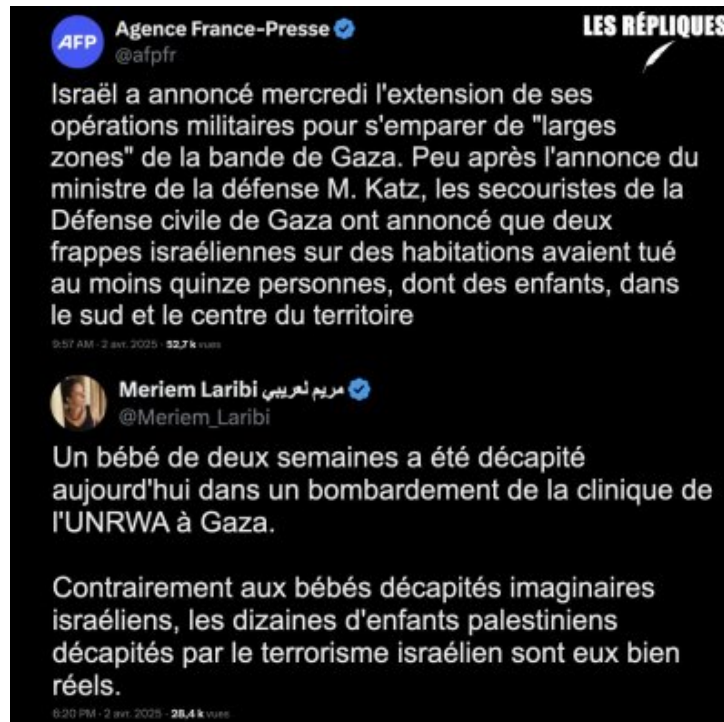 LES RÉPLIQUES
AFP
Agence France-Presse
@afpfr
Israël a annoncé mercredi l'extension de ses
opérations militaires pour s'emparer de "larges
zones" de la bande de Gaza. Peu après l'annonce du
ministre de la défense M. Katz, les secouristes de la
Défense civile de Gaza ont annoncé que deux
frappes israéliennes sur des habitations avaient tué
au moins quinze personnes, dont des enfants, dans
le sud et le centre du territoire
9:57 AM · 2 avr. 2025 · 52,7 k vues
Meriem Laribi مريم لعريبي
@Meriem_Laribi
Un bébé de deux semaines a été décapité
aujourd'hui dans un bombardement de la clinique de
l'UNRWA à Gaza.
Contrairement aux bébés décapités imaginaires
israéliens, les dizaines d'enfants palestiniens
décapités par le terrorisme israélien sont eux bien
réels.
6:20 PM · 2 avr. 2025 · 28,4 k vues